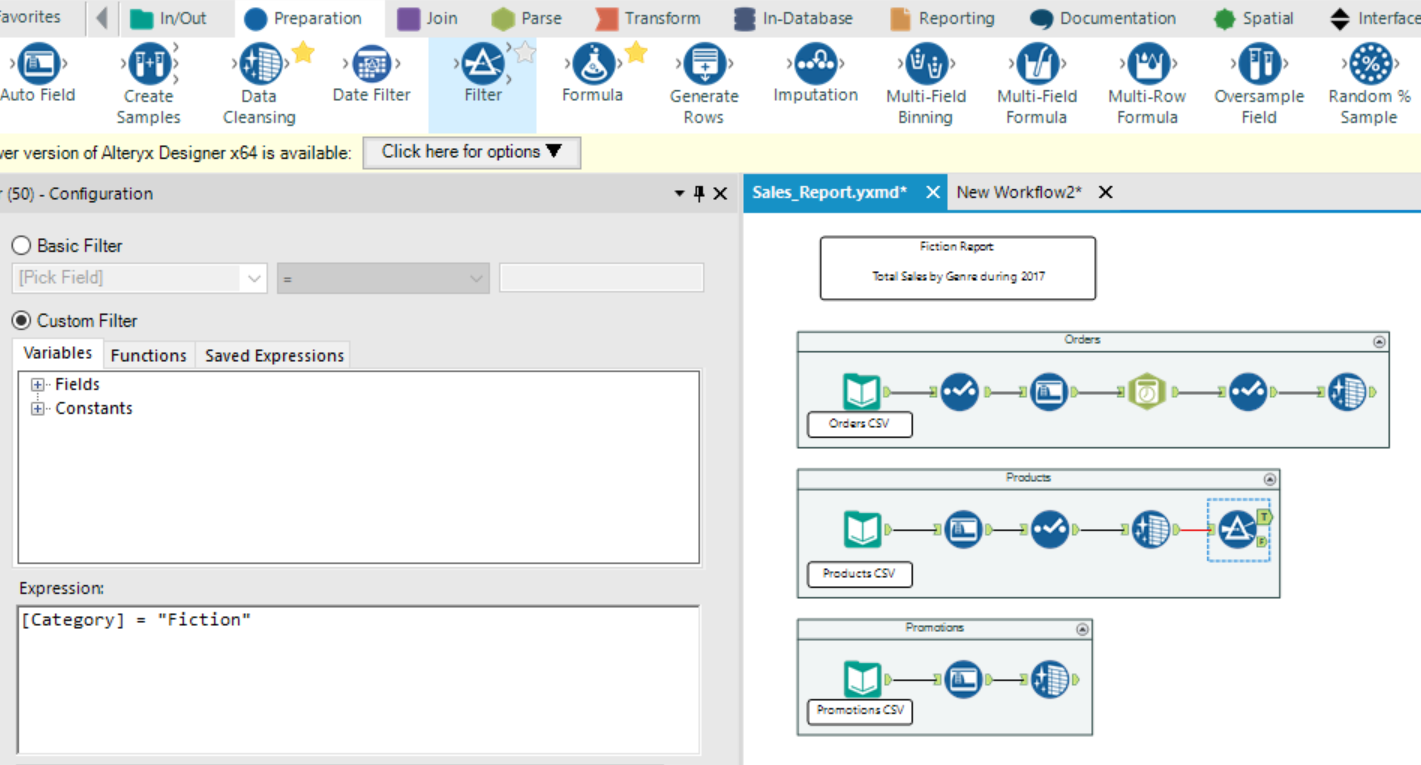 avorites In/Out Preparation Join Parse Transform In-Database Reporting Documentation Spatial Interface
Auto Field
Create
Samples
Data
Cleansing
Date Filter
Filter
Formula
Generate
Rows
Imputation
Multi-Field
Binning
Multi-Field
Formula
Multi-Row
Formula
Oversample
Field
Random %
Sample
ver version of Alteryx Designer x64 is available: Click here for options ▼
r (50) - Configuration
Basic Filter
[Pick Field] =
Custom Filter
Variables Functions Saved Expressions
Fields
Constants
Expression:
[Category] = "Fiction"
Sales_Report.yxmd* X New Workflow2* X
Fiction Report
Total Sales by Genre during 2017
Orders
Orders CSV
Products
T
F
Products CSV
Promotions
Promotions CSV